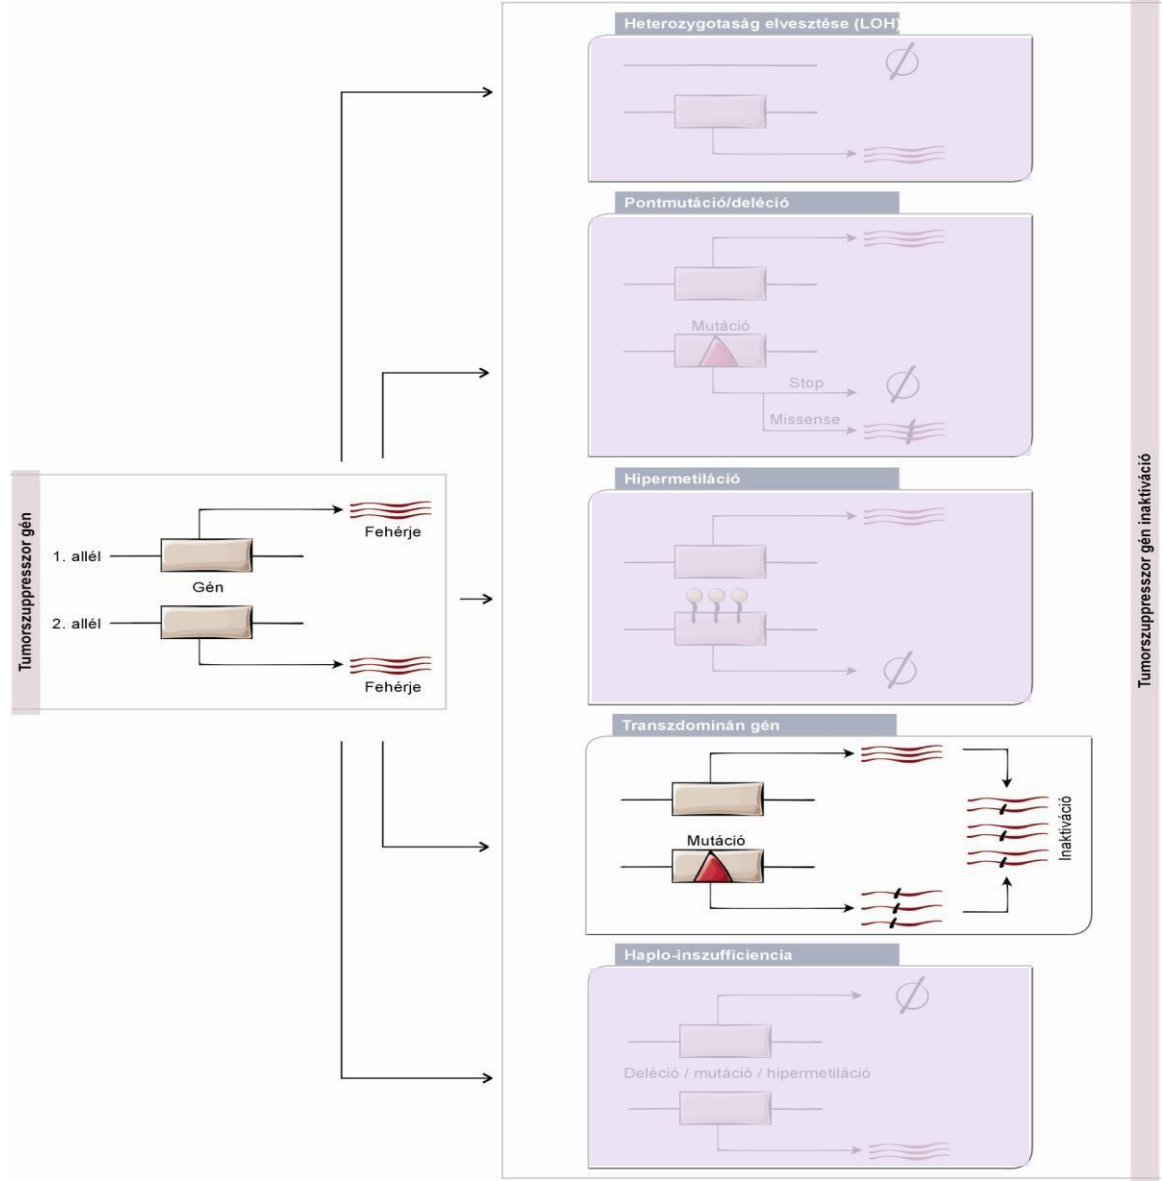 Tumorszuppresszor gén
1. allél
Gén
2. allél
Fehérje
Fehérje
Heterozygotaság elvesztése (LOH)
Pontmutáció/deléció
Mutáció
Stop
Missense
Hipermetiláció
Transzdominán gén
Mutáció
Inaktiváció
Haplo-inszufficiencia
Deléció / mutáció / hipermetiláció
Tumorszuppresszor gén inaktiváció